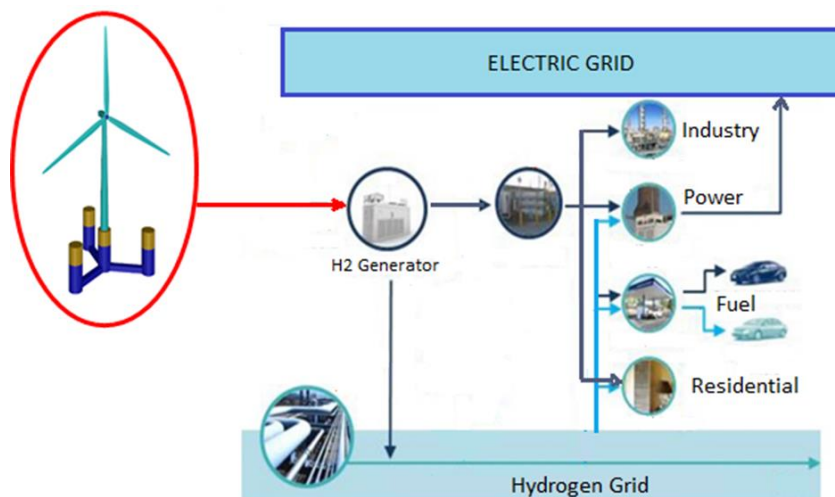 ELECTRIC GRID
Industry
Power
H2 Generator
Fuel
Residential
Hydrogen Grid